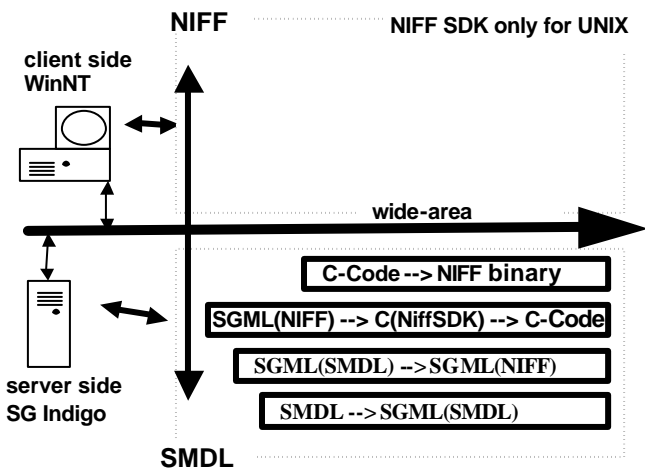 NIFF
NIFF SDK only for UNIX
client side
WinNT
wide-area
C-Code --> NIFF binary
SGML(NIFF) --> C(NiffSDK) --> C-Code
SGML(SMDL) -->SGML(NIFF)
SMDL -->SGML(SMDL)
server side
SG Indigo
SMDL